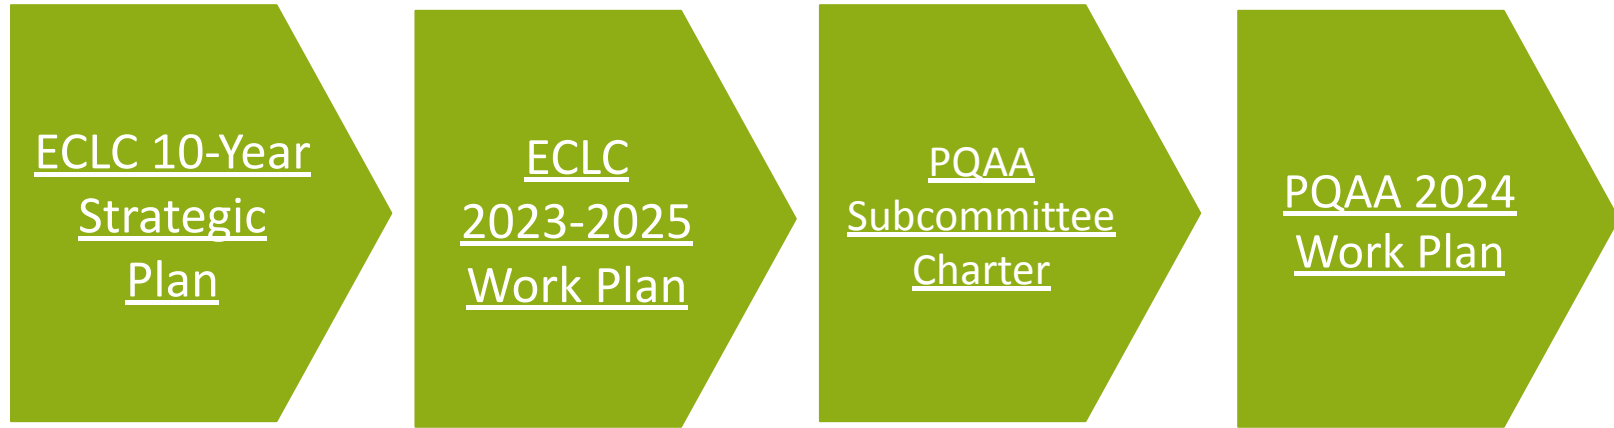 ECLC 10-Year
Strategic
Plan
ECLC
2023-2025
Work Plan
PQAA
Subcommittee
Charter
PQAA 2024
Work Plan